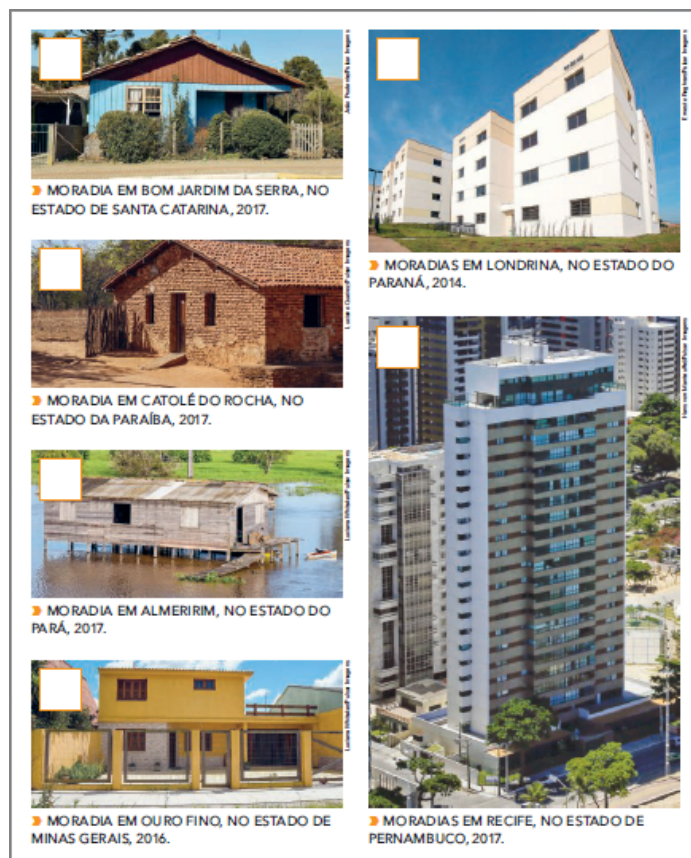 MORADIA EM BOM JARDIM DA SERRA, NO
ESTADO DE SANTA CATARINA, 2017.
MORADIA EM CATOLÉ DO ROCHA, NO
ESTADO DA PARAÍBA, 2017.
MORADIA EM ALMERIRIM, NO ESTADO DO
PARÁ, 2017.
MORADIA EM OURO FINO, NO ESTADO DE
MINAS GERAIS, 2016.
MORADIAS EM LONDRINA, NO ESTADO DO
PARANÁ, 2014.
MORADIAS EM RECIFE, NO ESTADO DE
PERNAMBUCO, 2017.